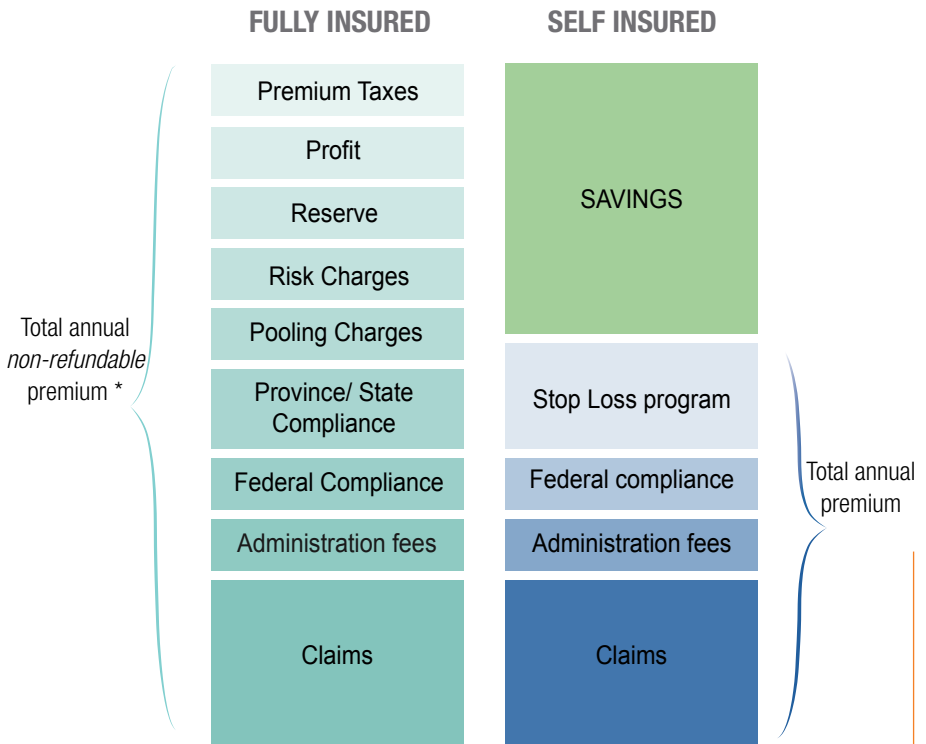 FULLY INSURED
SELF INSURED
Premium Taxes
Profit
Reserve
Risk Charges
Pooling Charges
Province/ State
Compliance
Federal Compliance
Administration fees
Claims
Total annual
non-refundable
premium *
SAVINGS
Stop Loss program
Federal compliance
Administration fees
Claims
Total annual
premium